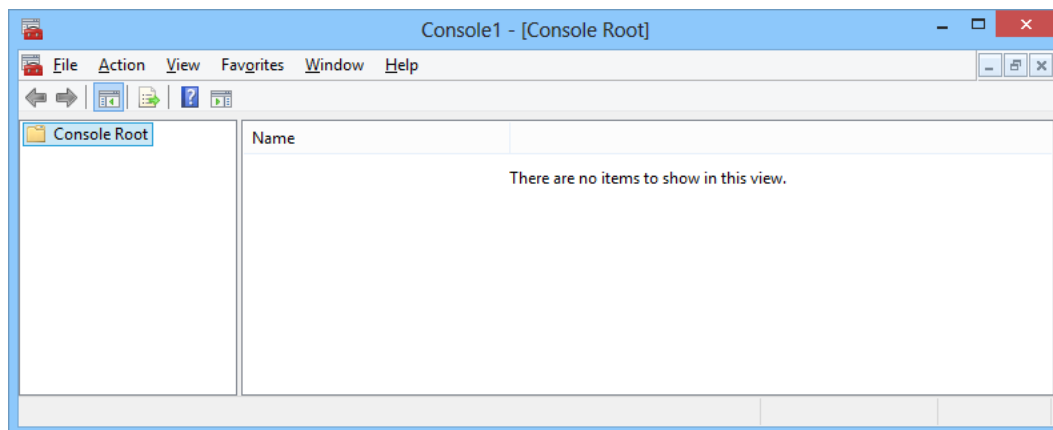 Console1 - [Console Root]
File Action View Favorites Window Help
Console Root
Name
There are no items to show in this view.